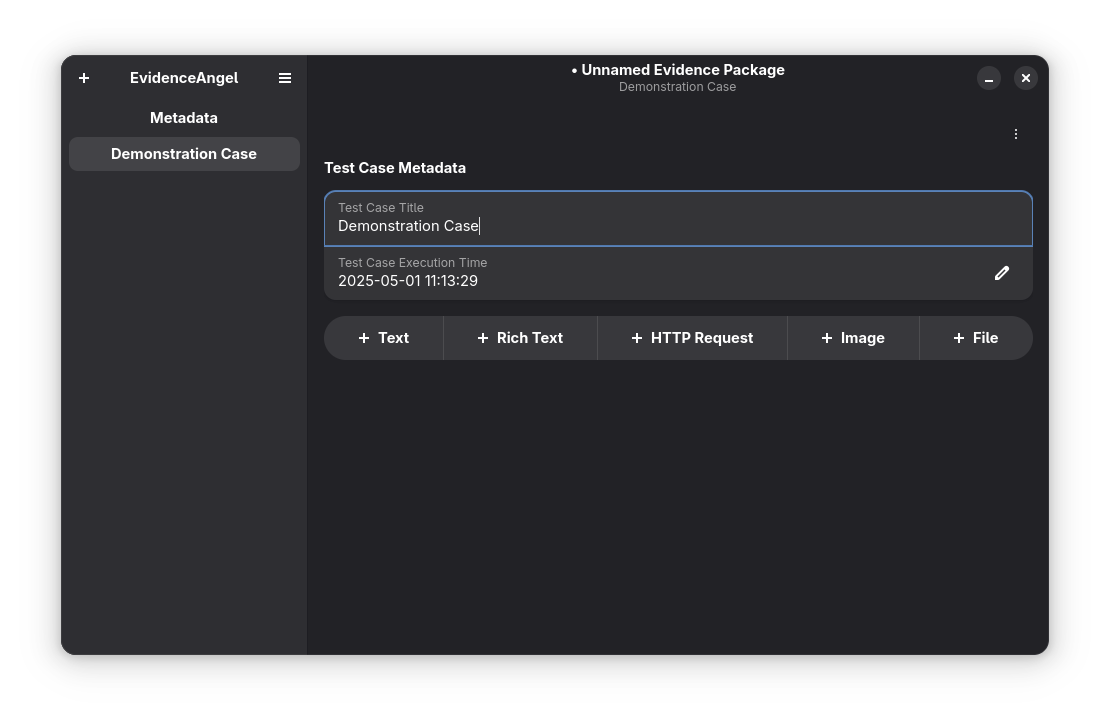 EvidenceAngel
Metadata
Demonstration Case
• Unnamed Evidence Package
Demonstration Case
Test Case Metadata
Test Case Title
Demonstration Case
Test Case Execution Time
2025-05-01 11:13:29
+ Text
+ Rich Text
+ HTTP Request
+ Image
+ File